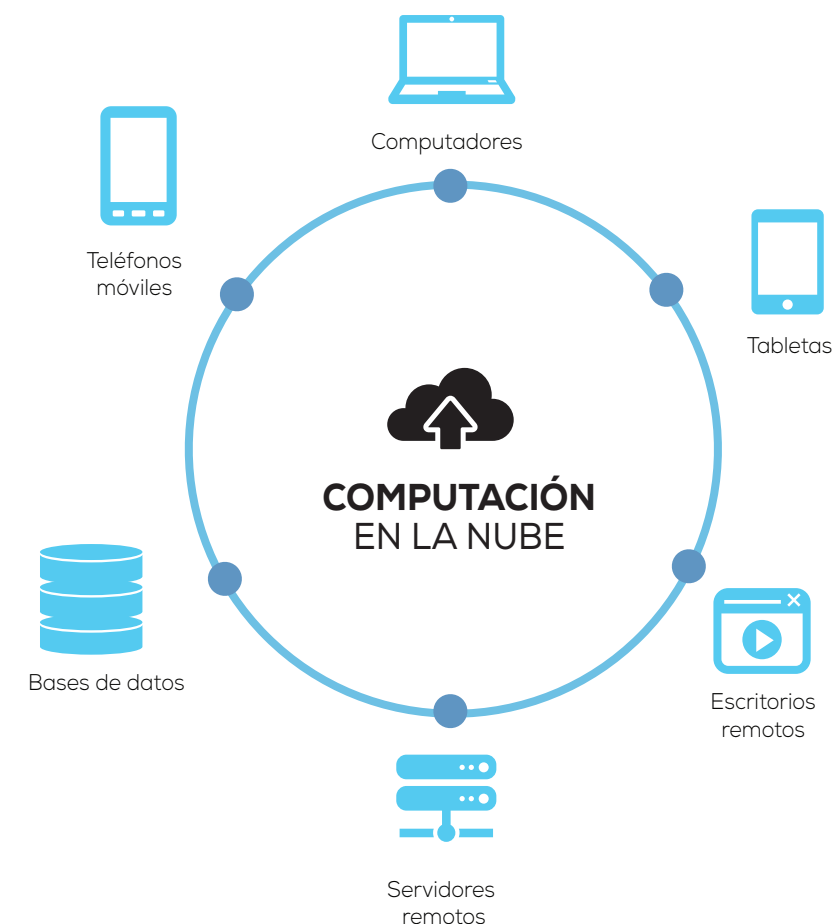 Computadores
Teléfonos
móviles
Tabletas
COMPUTACIÓN
EN LA NUBE
Bases de datos
Escritorios
remotos
Servidores
remotos